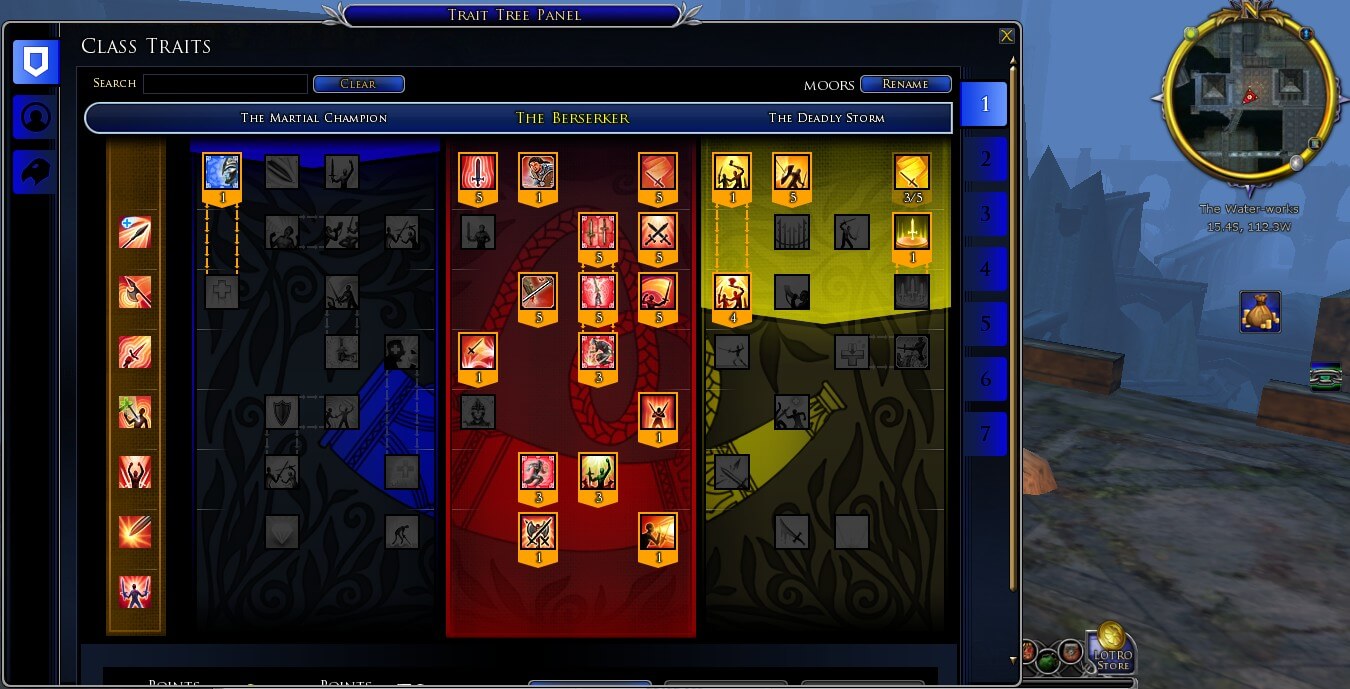 Trait Tree Panel
Class Traits
Search
Clear
MOORS
Rename
The Martial Champion
The Berserker
The Deadly Storm
1
2
3
4
5
6
7
N
The Water-works
15.4S, 112.3W
1 5 1 5 1 5 3/5
5 5 1
5 5 5 4
1 3
1
3 3
1 1
LOTRO
Store